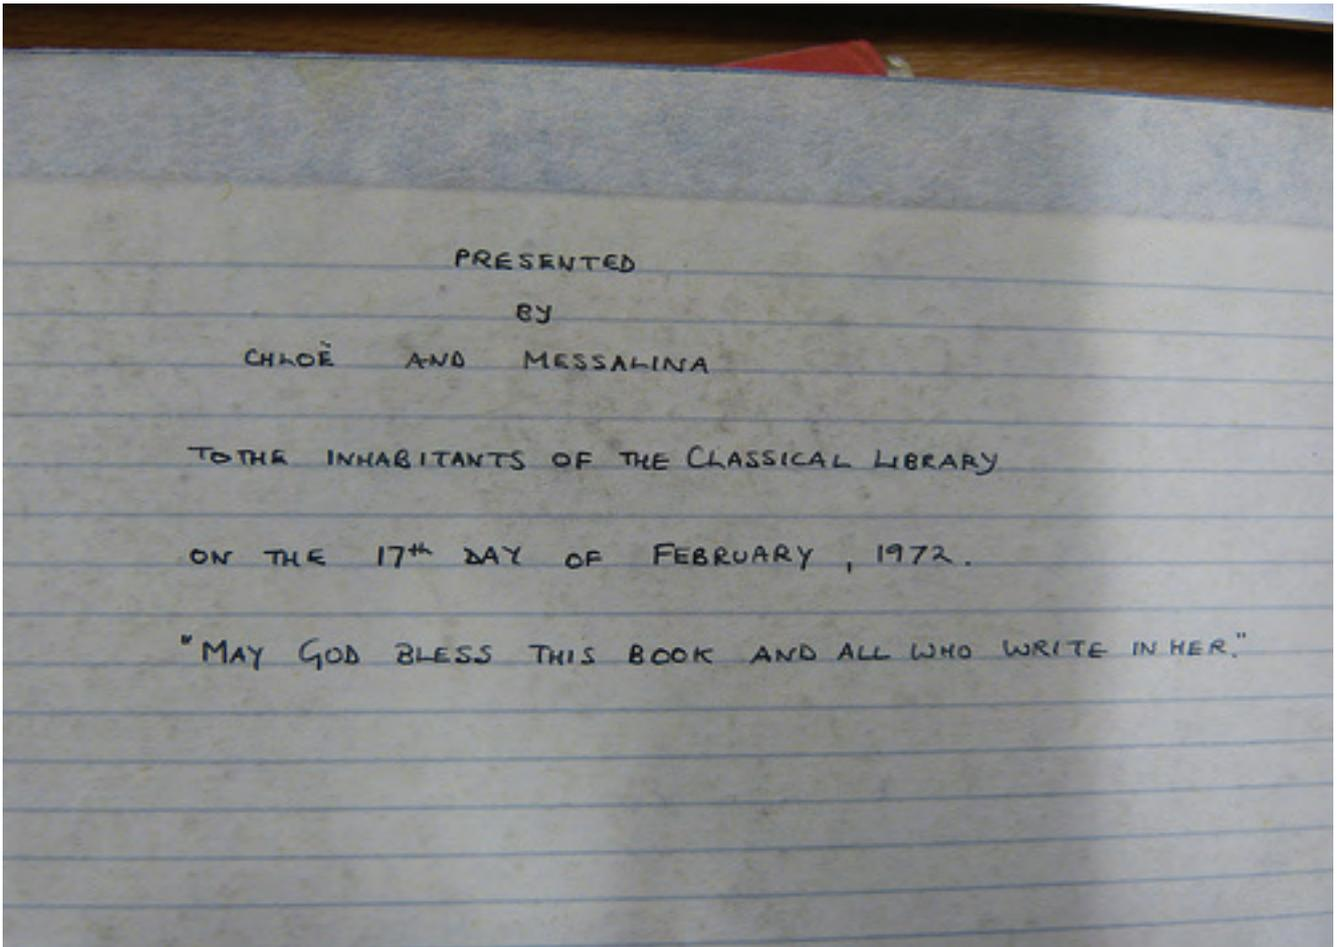 PRESENTED
BY
CHLOË AND MESSALINA
TO THE INHABITANTS OF THE CLASSICAL LIBRARY
ON THE 17th DAY OF FEBRUARY, 1972.
"MAY GOD BLESS THIS BOOK AND ALL WHO WRITE IN HER."